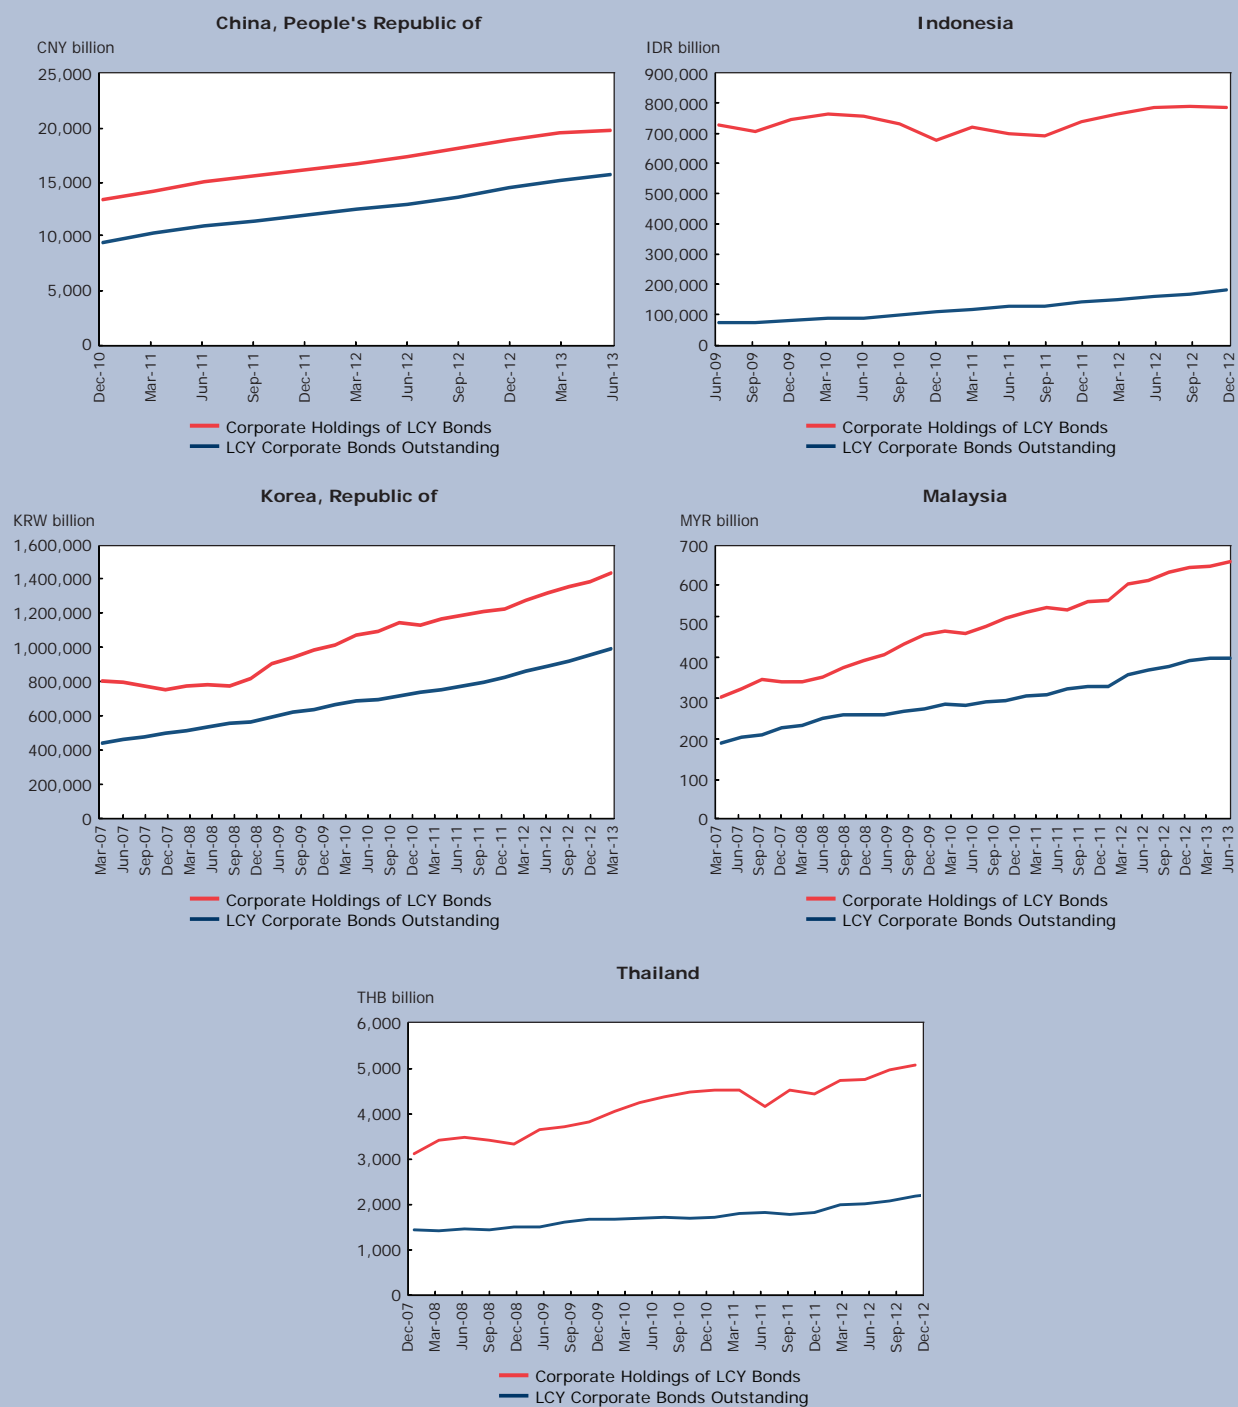 China, People's Republic of
CNY billion
25,000
20,000
15,000
10,000
5,000
0
Dec-10
Mar-11
Jun-11
Sep-11
Dec-11
Mar-12
Jun-12
Sep-12
Dec-12
Mar-13
Jun-13
Corporate Holdings of LCY Bonds
LCY Corporate Bonds Outstanding
Indonesia
IDR billion
900,000
800,000
700,000
600,000
500,000
400,000
300,000
200,000
100,000
0
Jun-09
Sep-09
Dec-09
Mar-10
Jun-10
Sep-10
Dec-10
Mar-11
Jun-11
Sep-11
Dec-11
Mar-12
Jun-12
Sep-12
Dec-12
Corporate Holdings of LCY Bonds
LCY Corporate Bonds Outstanding
Korea, Republic of
KRW billion
1,600,000
1,400,000
1,200,000
1,000,000
800,000
600,000
400,000
200,000
0
Mar-07
Jun-07
Sep-07
Dec-07
Mar-08
Jun-08
Sep-08
Dec-08
Jun-09
Sep-09
Dec-09
Mar-10
Jun-10
Sep-10
Dec-10
Mar-11
Jun-11
Sep-11
Dec-11
Mar-12
Jun-12
Sep-12
Dec-12
Mar-13
Corporate Holdings of LCY Bonds
LCY Corporate Bonds Outstanding
Malaysia
MYR billion
700
600
500
400
300
200
100
0
Mar-07
Jun-07
Sep-07
Dec-07
Mar-08
Jun-08
Sep-08
Dec-08
Jun-09
Sep-09
Dec-09
Mar-10
Jun-10
Sep-10
Dec-10
Mar-11
Jun-11
Sep-11
Dec-11
Mar-12
Jun-12
Sep-12
Dec-12
Mar-13
Jun-13
Corporate Holdings of LCY Bonds
LCY Corporate Bonds Outstanding
Thailand
THB billion
6,000
5,000
4,000
3,000
2,000
1,000
0
Dec-07
Mar-08
Jun-08
Sep-08
Dec-08
Jun-09
Sep-09
Dec-09
Mar-10
Jun-10
Sep-10
Dec-10
Mar-11
Jun-11
Sep-11
Dec-11
Mar-12
Jun-12
Sep-12
Dec-12
Corporate Holdings of LCY Bonds
LCY Corporate Bonds Outstanding